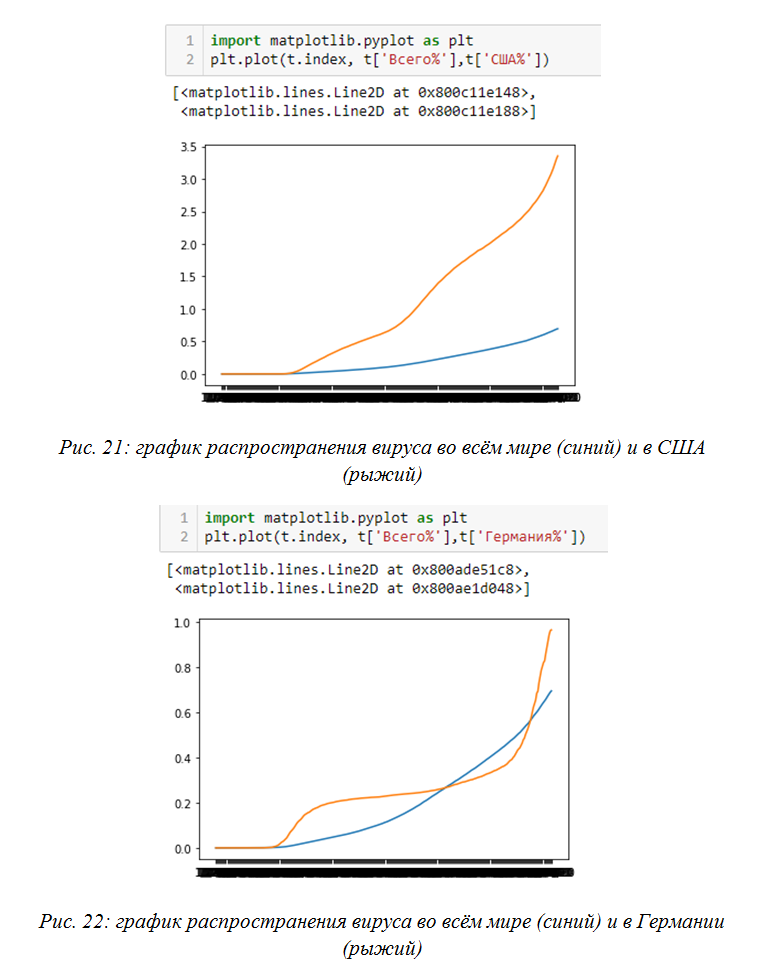 1 import matplotlib.pyplot as plt
2 plt.plot(t.index, t['Всего%'],t['США%'])
[<matplotlib.lines.Line2D at 0x800c11e148>,
<matplotlib.lines.Line2D at 0x800c11e188>]
3.5
3.0
2.5
2.0
1.5
1.0
0.5
0.0
Рис. 21: график распространения вируса во всём мире (синий) и в США
(рыжий)
1 import matplotlib.pyplot as plt
2 plt.plot(t.index, t['Всего%'],t['Германия%'])
[<matplotlib.lines.Line2D at 0x800ade51c8>,
<matplotlib.lines.Line2D at 0x800ae1d048>]
1.0
0.8
0.6
0.4
0.2
0.0
Рис. 22: график распространения вируса во всём мире (синий) и в Германии
(рыжий)